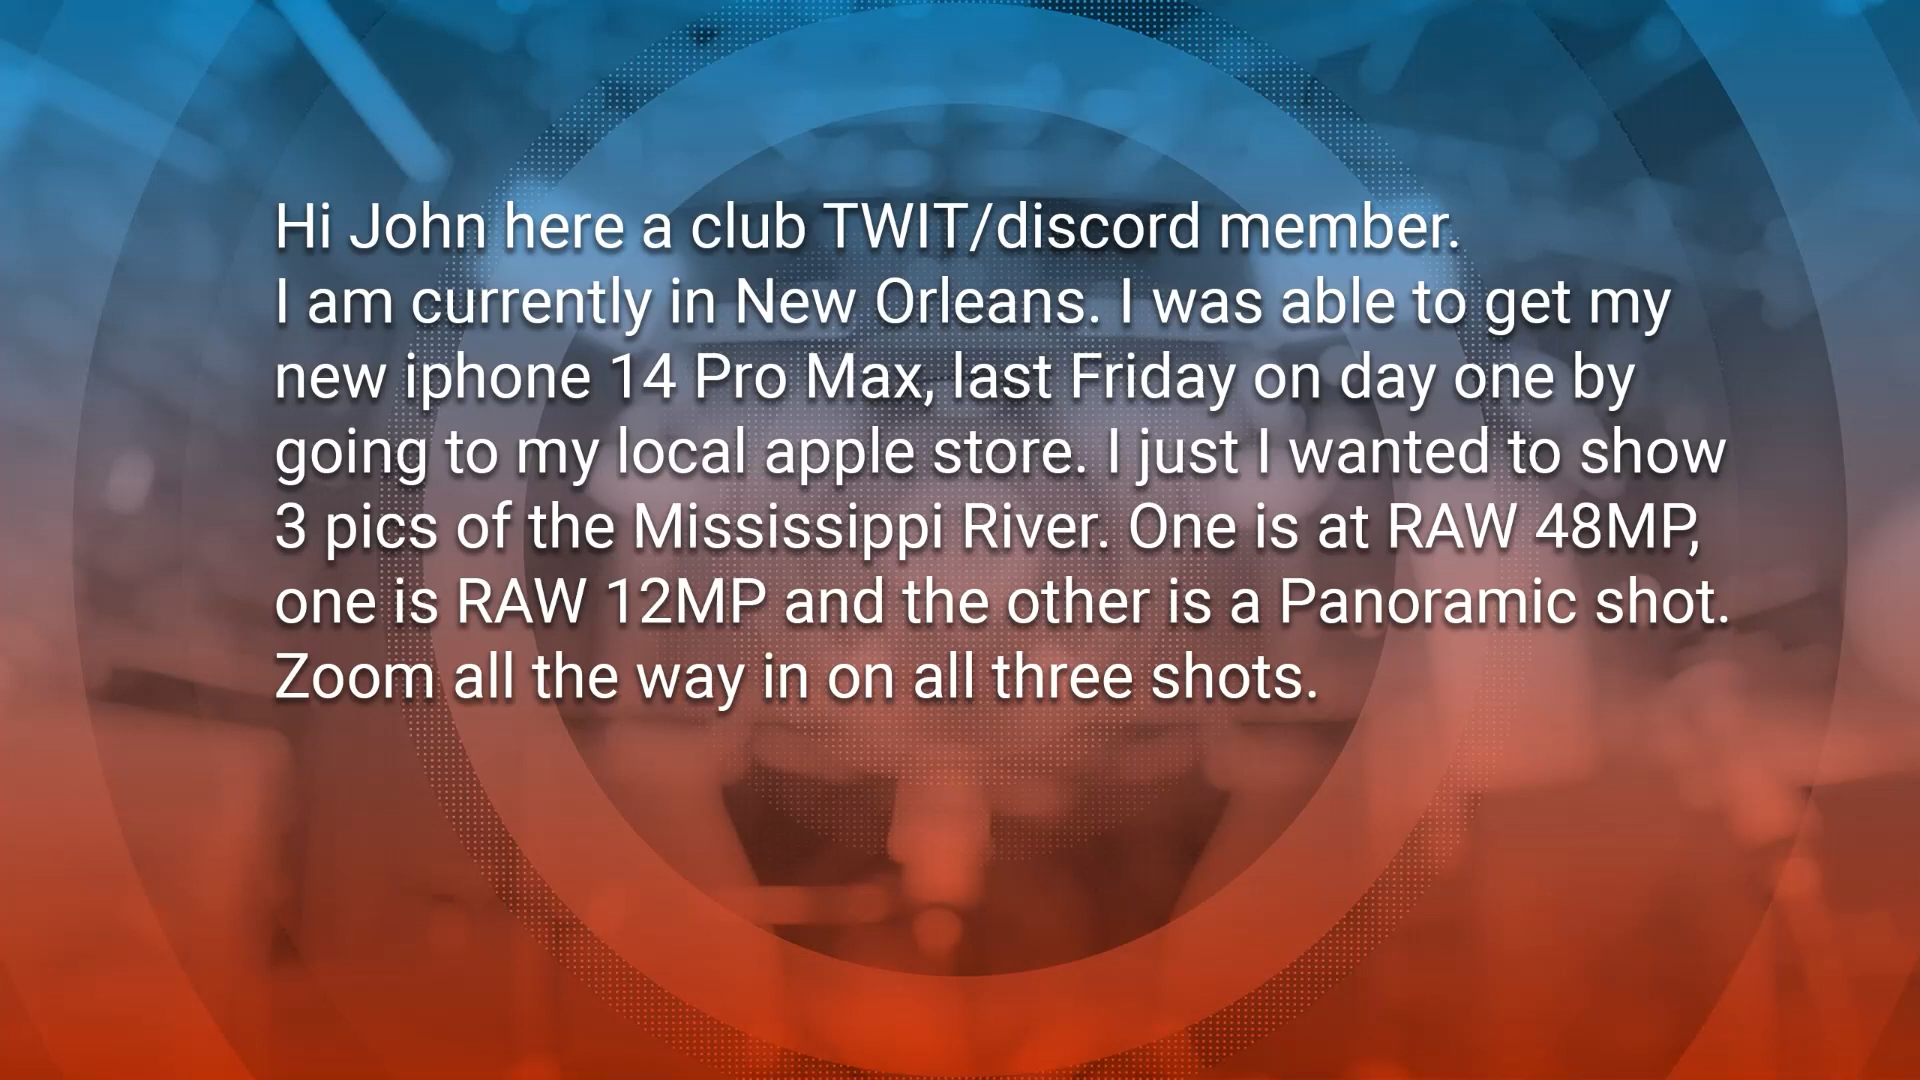 Hi John here a club TWIT/discord member.
I am currently in New Orleans. I was able to get my
new iphone 14 Pro Max, last Friday on day one by
going to my local apple store. I just I wanted to show
3 pics of the Mississippi River. One is at RAW 48MP,
one is RAW 12MP and the other is a Panoramic shot.
Zoom all the way in on all three shots.